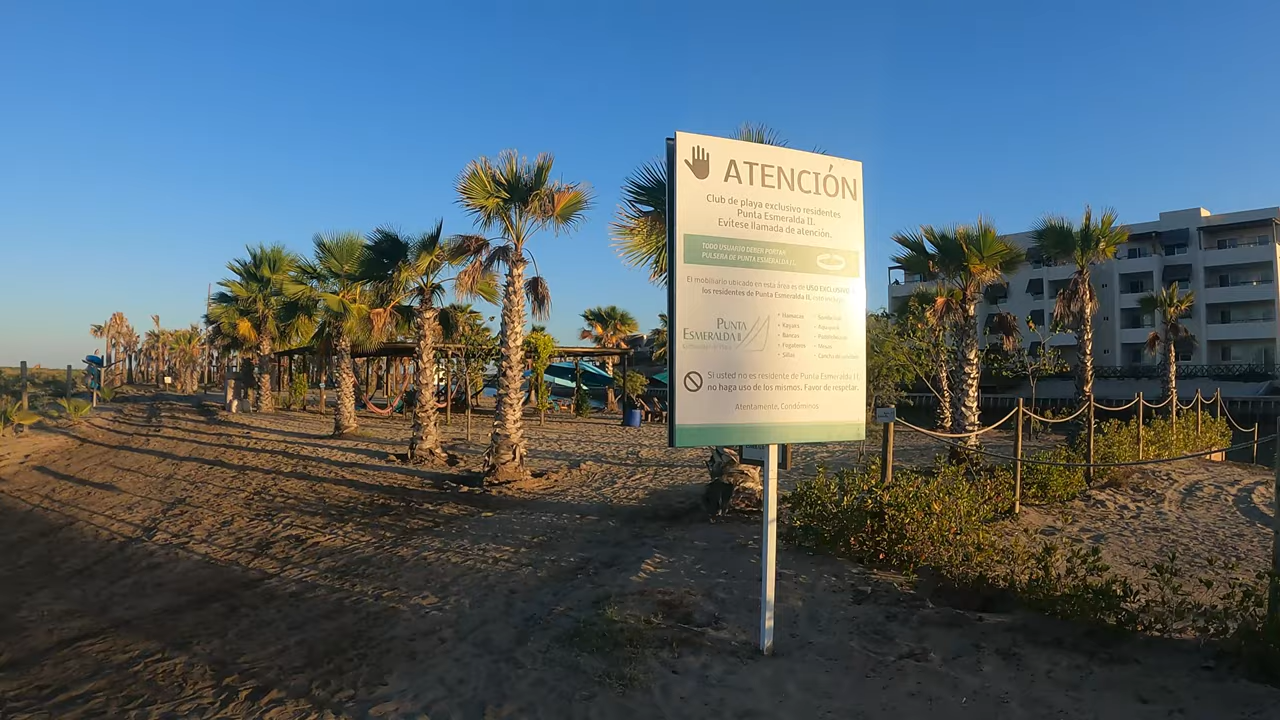 ATENCIÓN
Club de playa exclusivo residentes
Punta Esmeralda II.
Evítese llamada de atención.
TODO USUARIO DEBER PORTAR
PULSERA DE PUNTA ESMERALDA II.
El mobiliario ubicado en esta área es de USO EXCLUSIVO
los residentes de Punta Esmeralda II,
PUNTA
ESMERALDA II
• Hamacas
• Kayaks
• Bancas
• Fogatero
• Sillas
• Mesas
Si usted no es residente de Punta Esmeralda II
no haga uso de los mismos. Favor de respetar.
Atentamente, Condóminos